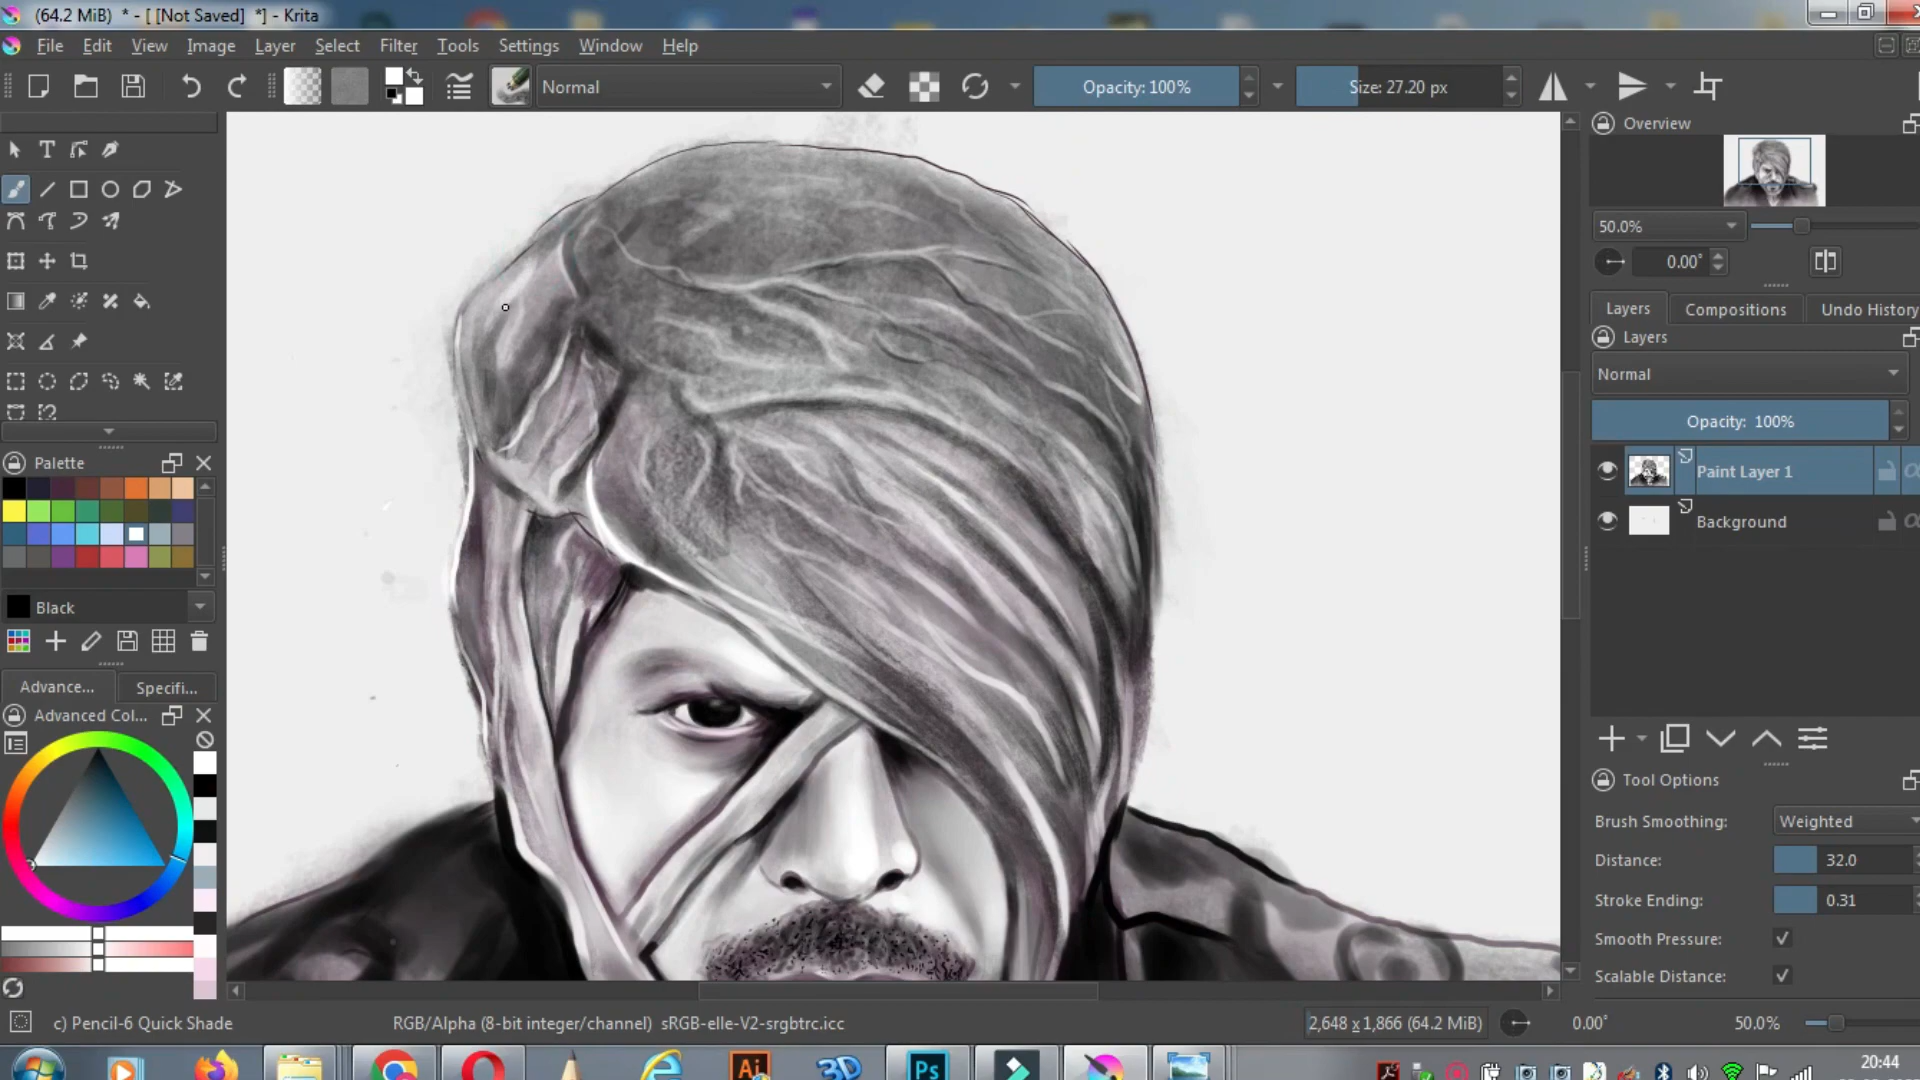 (64.2 MiB) * - [ [Not Saved] *] - Krita
File Edit View Image Layer Select Filter Tools Settings Window Help
Normal Opacity: 100% Size: 27.20 px
Overview
50.0%
0.00°
Layers Compositions Undo History
Layers
Normal
Opacity: 100%
Paint Layer 1
Background
Palette
Black
Advance... Specifi...
Advanced Col...
Tool Options
Brush Smoothing: Weighted
Distance: 32.0
Stroke Ending: 0.31
Smooth Pressure:
Scalable Distance:
c) Pencil-6 Quick Shade RGB/Alpha (8-bit integer/channel) sRGB-elle-V2-srgbtrc.icc 2,648 x 1,866 (64.2 MiB) 0.00° 50.0%
Ai 3D Ps 20:44